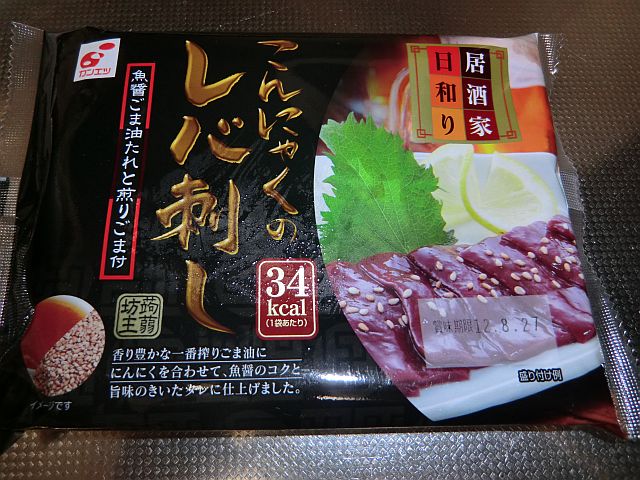 カンエツ
魚醤ごま油たれと煎りごま付
こんにゃくの
レバ刺し
居酒家
日和り
34
kcal
(1袋あたり)
蒟蒻
坊主
賞味期限12.8.27
香り豊かな一番搾りごま油に
にんにくを合わせて、魚醤のコクと
旨味のきいたタレに仕上げました。
イメージです
盛り付け例